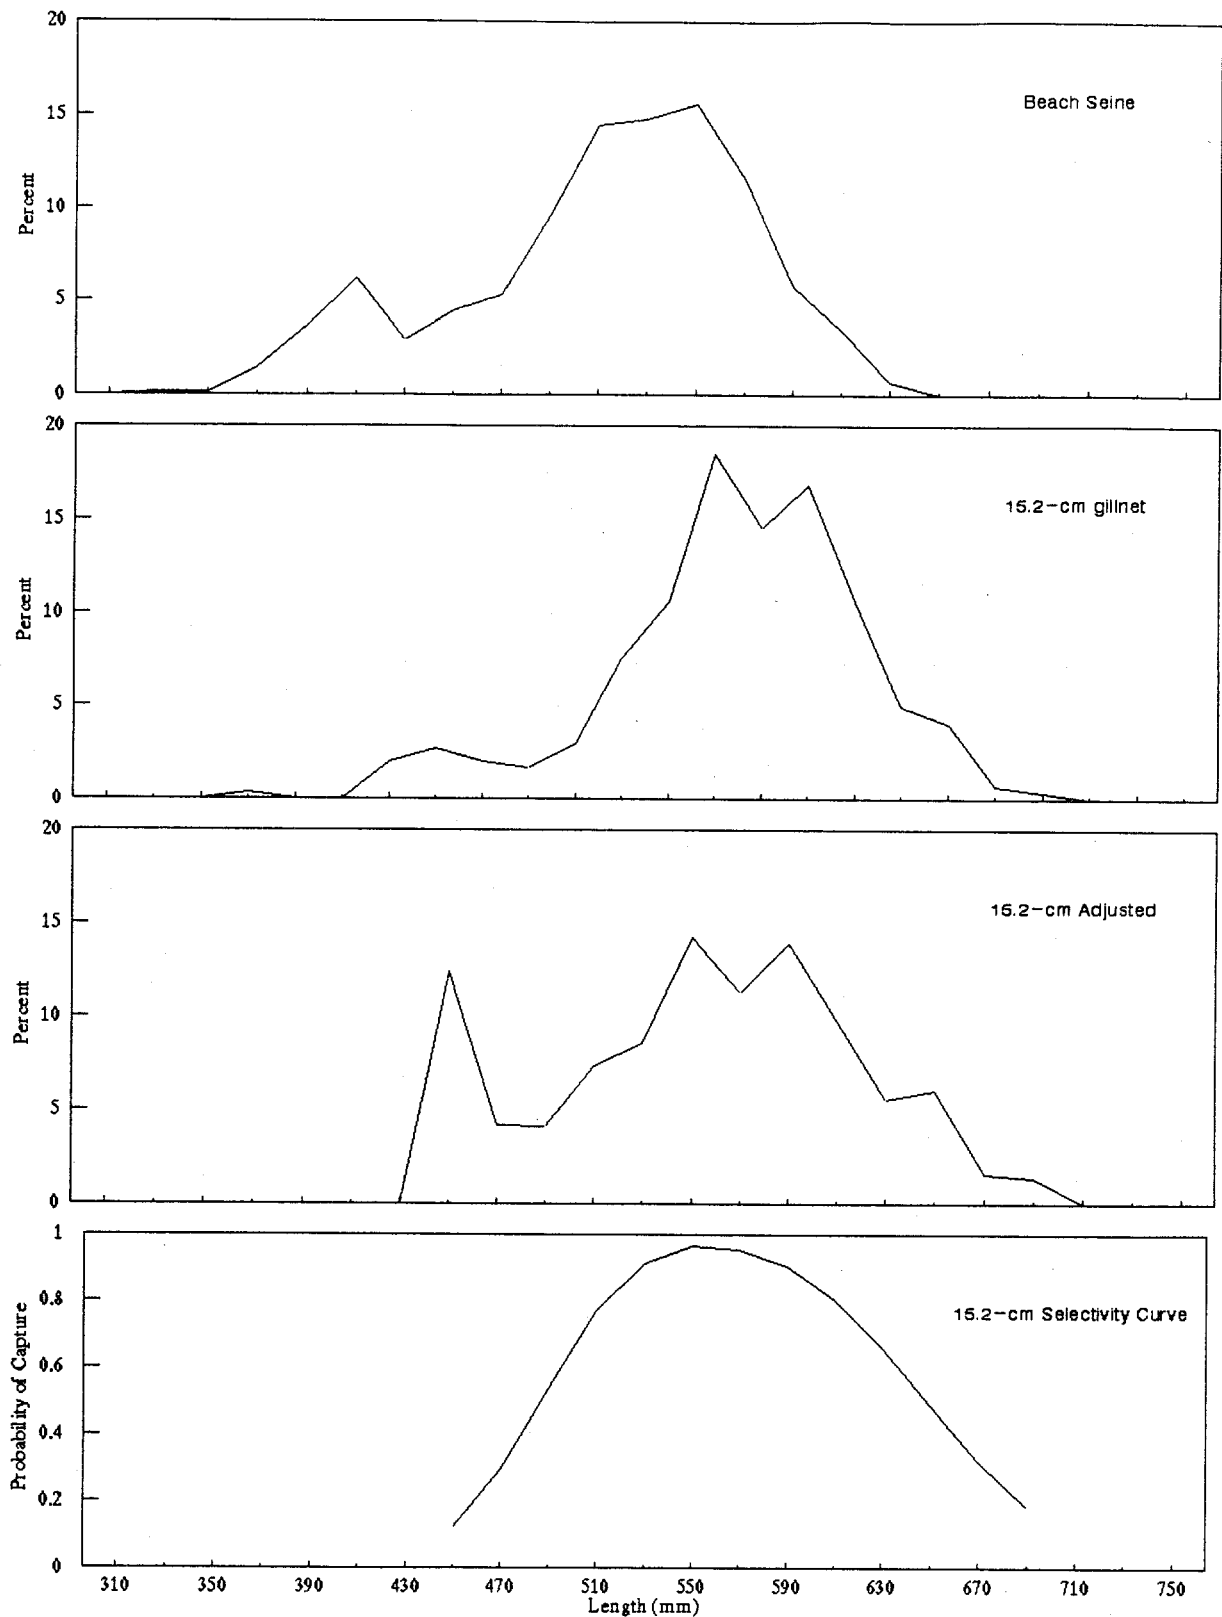 20
15
10
5
0
Percent
Beach Seine
20
15
10
5
0
Percent
15.2-cm gillnet
20
15
10
5
0
Percent
15.2-cm Adjusted
1
0.8
0.6
0.4
0.2
0
Probability of Capture
15.2-cm Selectivity Curve
310 350 390 430 470 510 550 590 630 670 710 750
Length (mm)